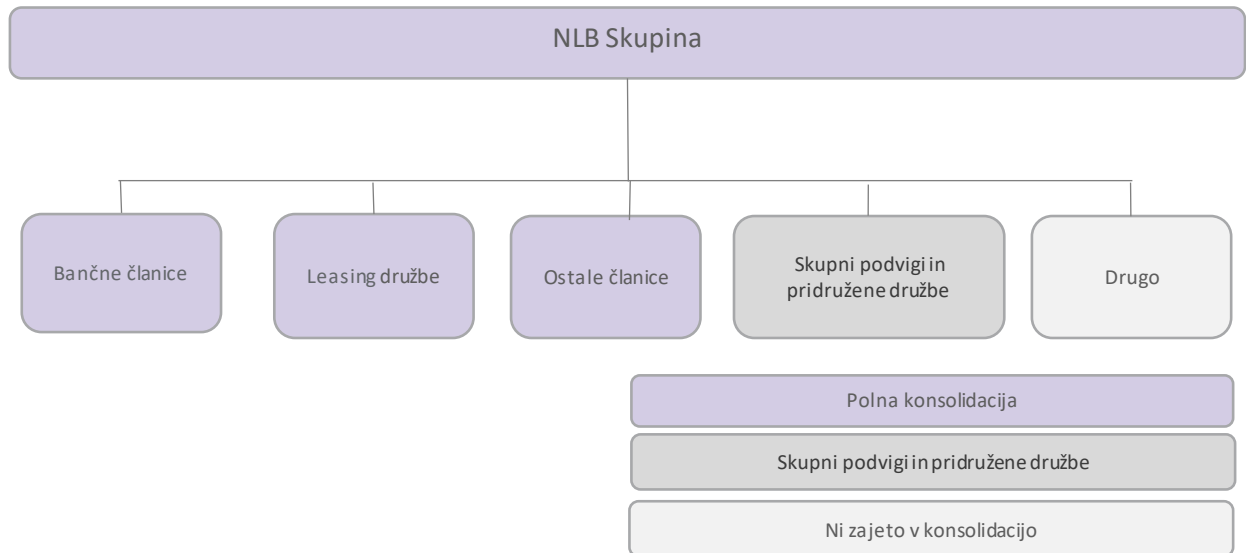 NLB Skupina
Bančne članice
Leasing družbe
Ostale članice
Skupni podvigi in
pridružene družbe
Drugo
Polna konsolidacija
Skupni podvigi in pridružene družbe
Ni zajeto v konsolidacijo